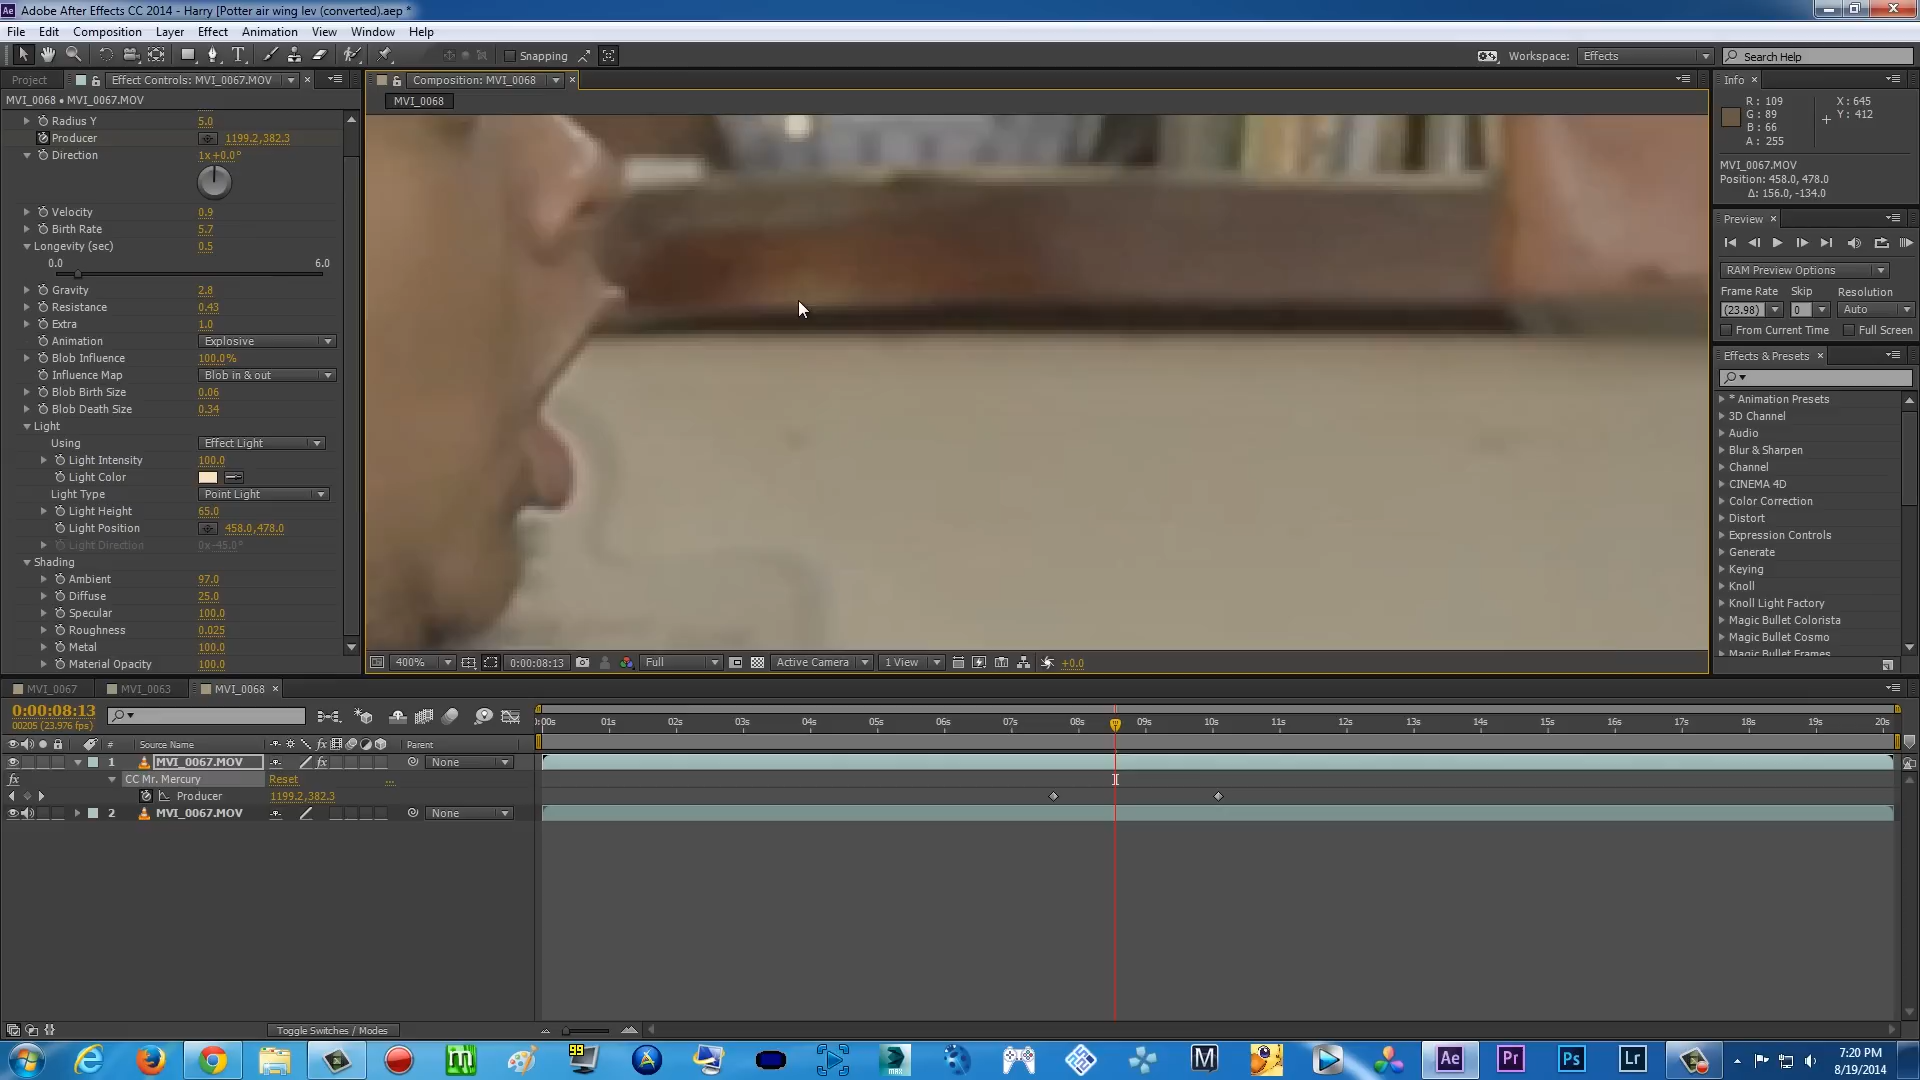 Adobe After Effects CC 2014 - Harry [Potter air wing lev (converted).aep *
File Edit Composition Layer Effect Animation View Window Help
Snapping
Workspace: Effects
Search Help
Project
Effect Controls: MVI_0067.MOV
MVI_0068 • MVI_0067.MOV
Radius Y 5.0
Producer 1199.2,382.3
Direction 1x+0.0°
Velocity 0.9
Birth Rate 5.7
Longevity (sec) 0.5
0.0 6.0
Gravity 2.8
Resistance 0.43
Extra 1.0
Animation Explosive
Blob Influence 100.0%
Influence Map Blob in & out
Blob Birth Size 0.06
Blob Death Size 0.34
Light
Using Effect Light
Light Intensity 100.0
Light Color
Light Type Point Light
Light Height 65.0
Light Position 458.0,478.0
Light Direction 0x-45.0°
Shading
Ambient 97.0
Diffuse 25.0
Specular 100.0
Roughness 0.025
Metal 100.0
Material Opacity 100.0
Composition: MVI_0068
MVI_0068
400% 0:00:08:13 Full Active Camera 1 View +0.0
Info
R: 109 X: 645
G: 89 Y: 412
B: 66
A: 255
MVI_0067.MOV
Position: 458.0, 478.0
Δ: 156.0, -134.0
Preview
RAM Preview Options
Frame Rate Skip Resolution
(23.98) 0 Auto
From Current Time Full Screen
Effects & Presets
* Animation Presets
3D Channel
Audio
Blur & Sharpen
Channel
CINEMA 4D
Color Correction
Distort
Expression Controls
Generate
Keying
Knoll
Knoll Light Factory
Magic Bullet Colorista
Magic Bullet Cosmo
Magic Bullet Frames
MVI_0067 MVI_0063 MVI_0068
0:00:08:13
00205 (23.976 fps)
:00s 01s 02s 03s 04s 05s 06s 07s 08s 09s 10s 11s 12s 13s 14s 15s 16s 17s 18s 19s 20s
# Source Name fx Parent
1 MVI_0067.MOV fx None
fx CC Mr. Mercury Reset ...
Producer 1199.2,382.3
2 MVI_0067.MOV None
Toggle Switches / Modes
99
MAX
M
Ae
Pr
Ps
Lr
7:20 PM
8/19/2014